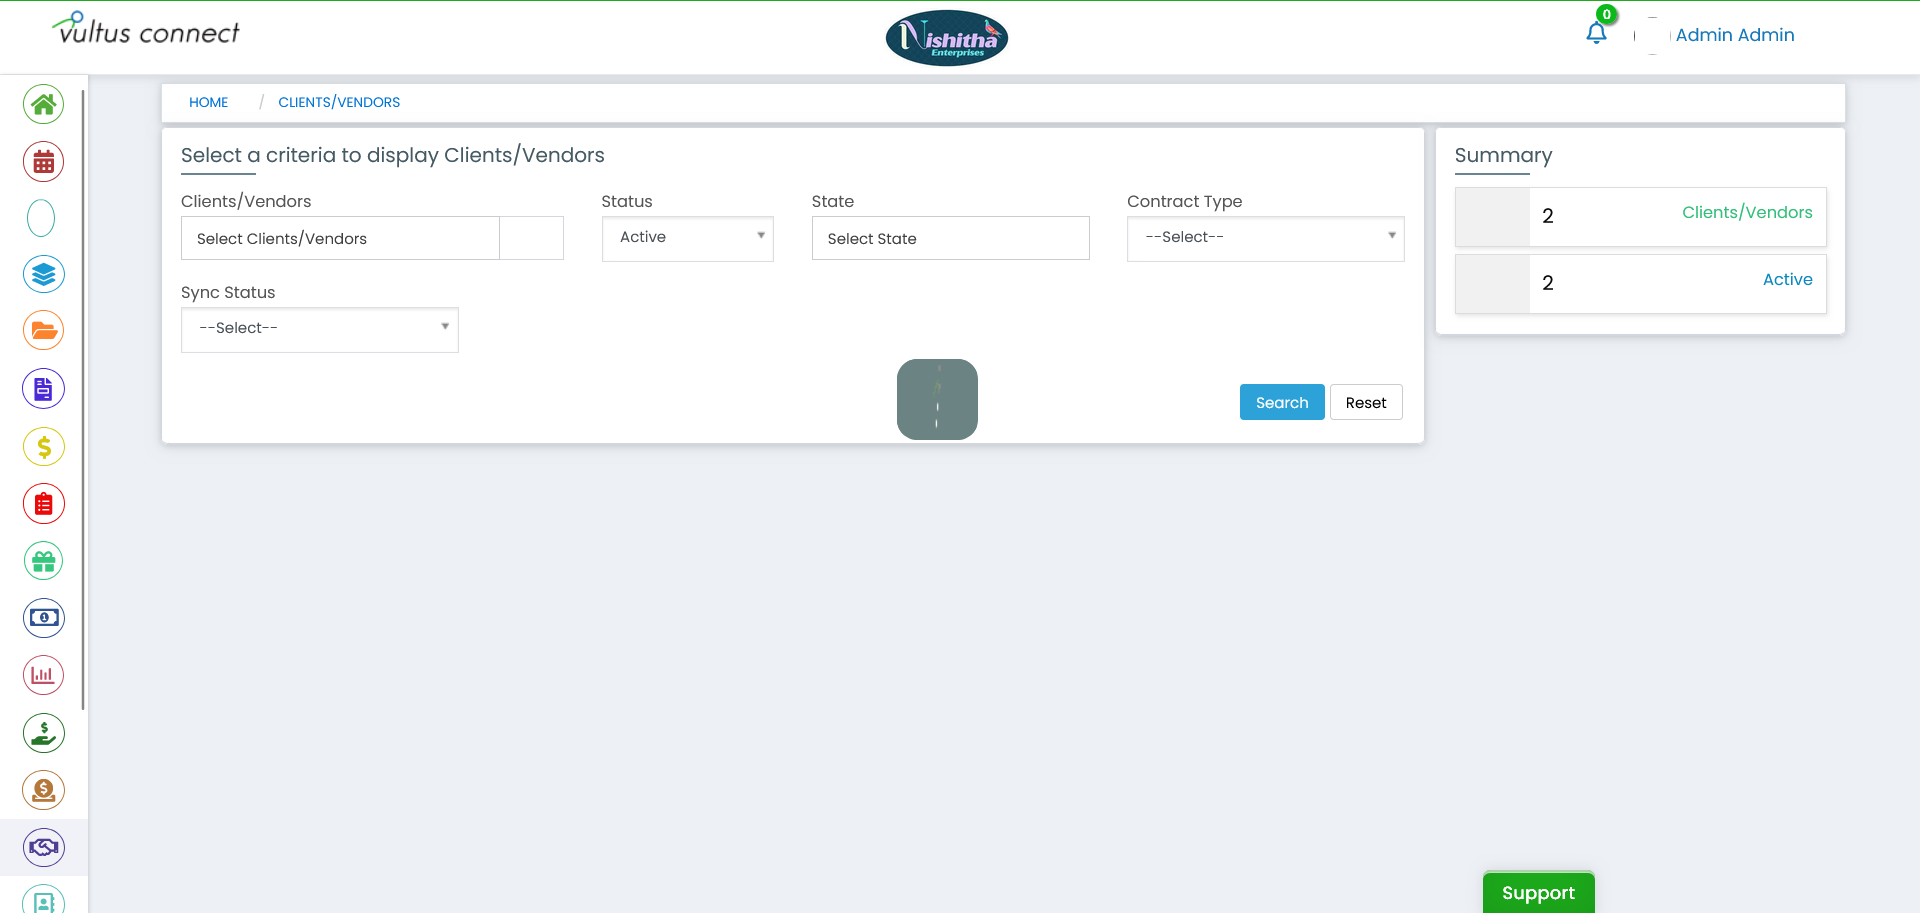 vultus connect
Nishitha
Enterprises
0
Admin Admin
HOME / CLIENTS/VENDORS
Select a criteria to display Clients/Vendors
Clients/Vendors
Select Clients/Vendors
Status
Active
State
Select State
Contract Type
--Select--
Sync Status
--Select--
Search
Reset
Summary
2
Clients/Vendors
2
Active
Support